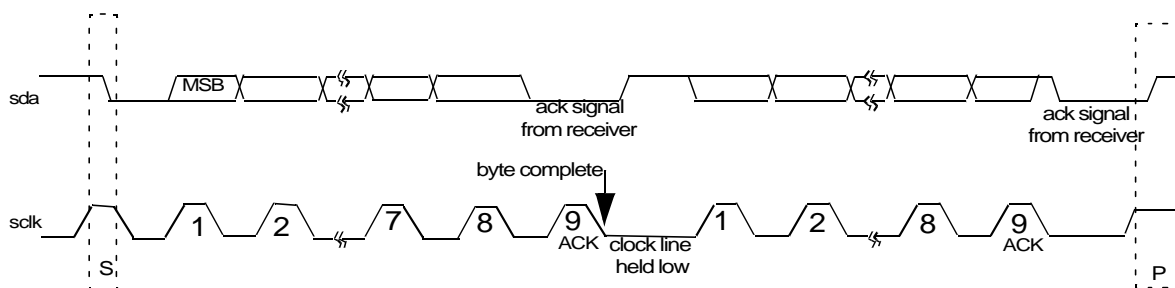 MSB
sda
ack signal
from receiver
ack signal
from receiver
byte complete
sclk
1
2
7
8
9
ACK
clock line
held low
1
2
8
9
ACK
S
P